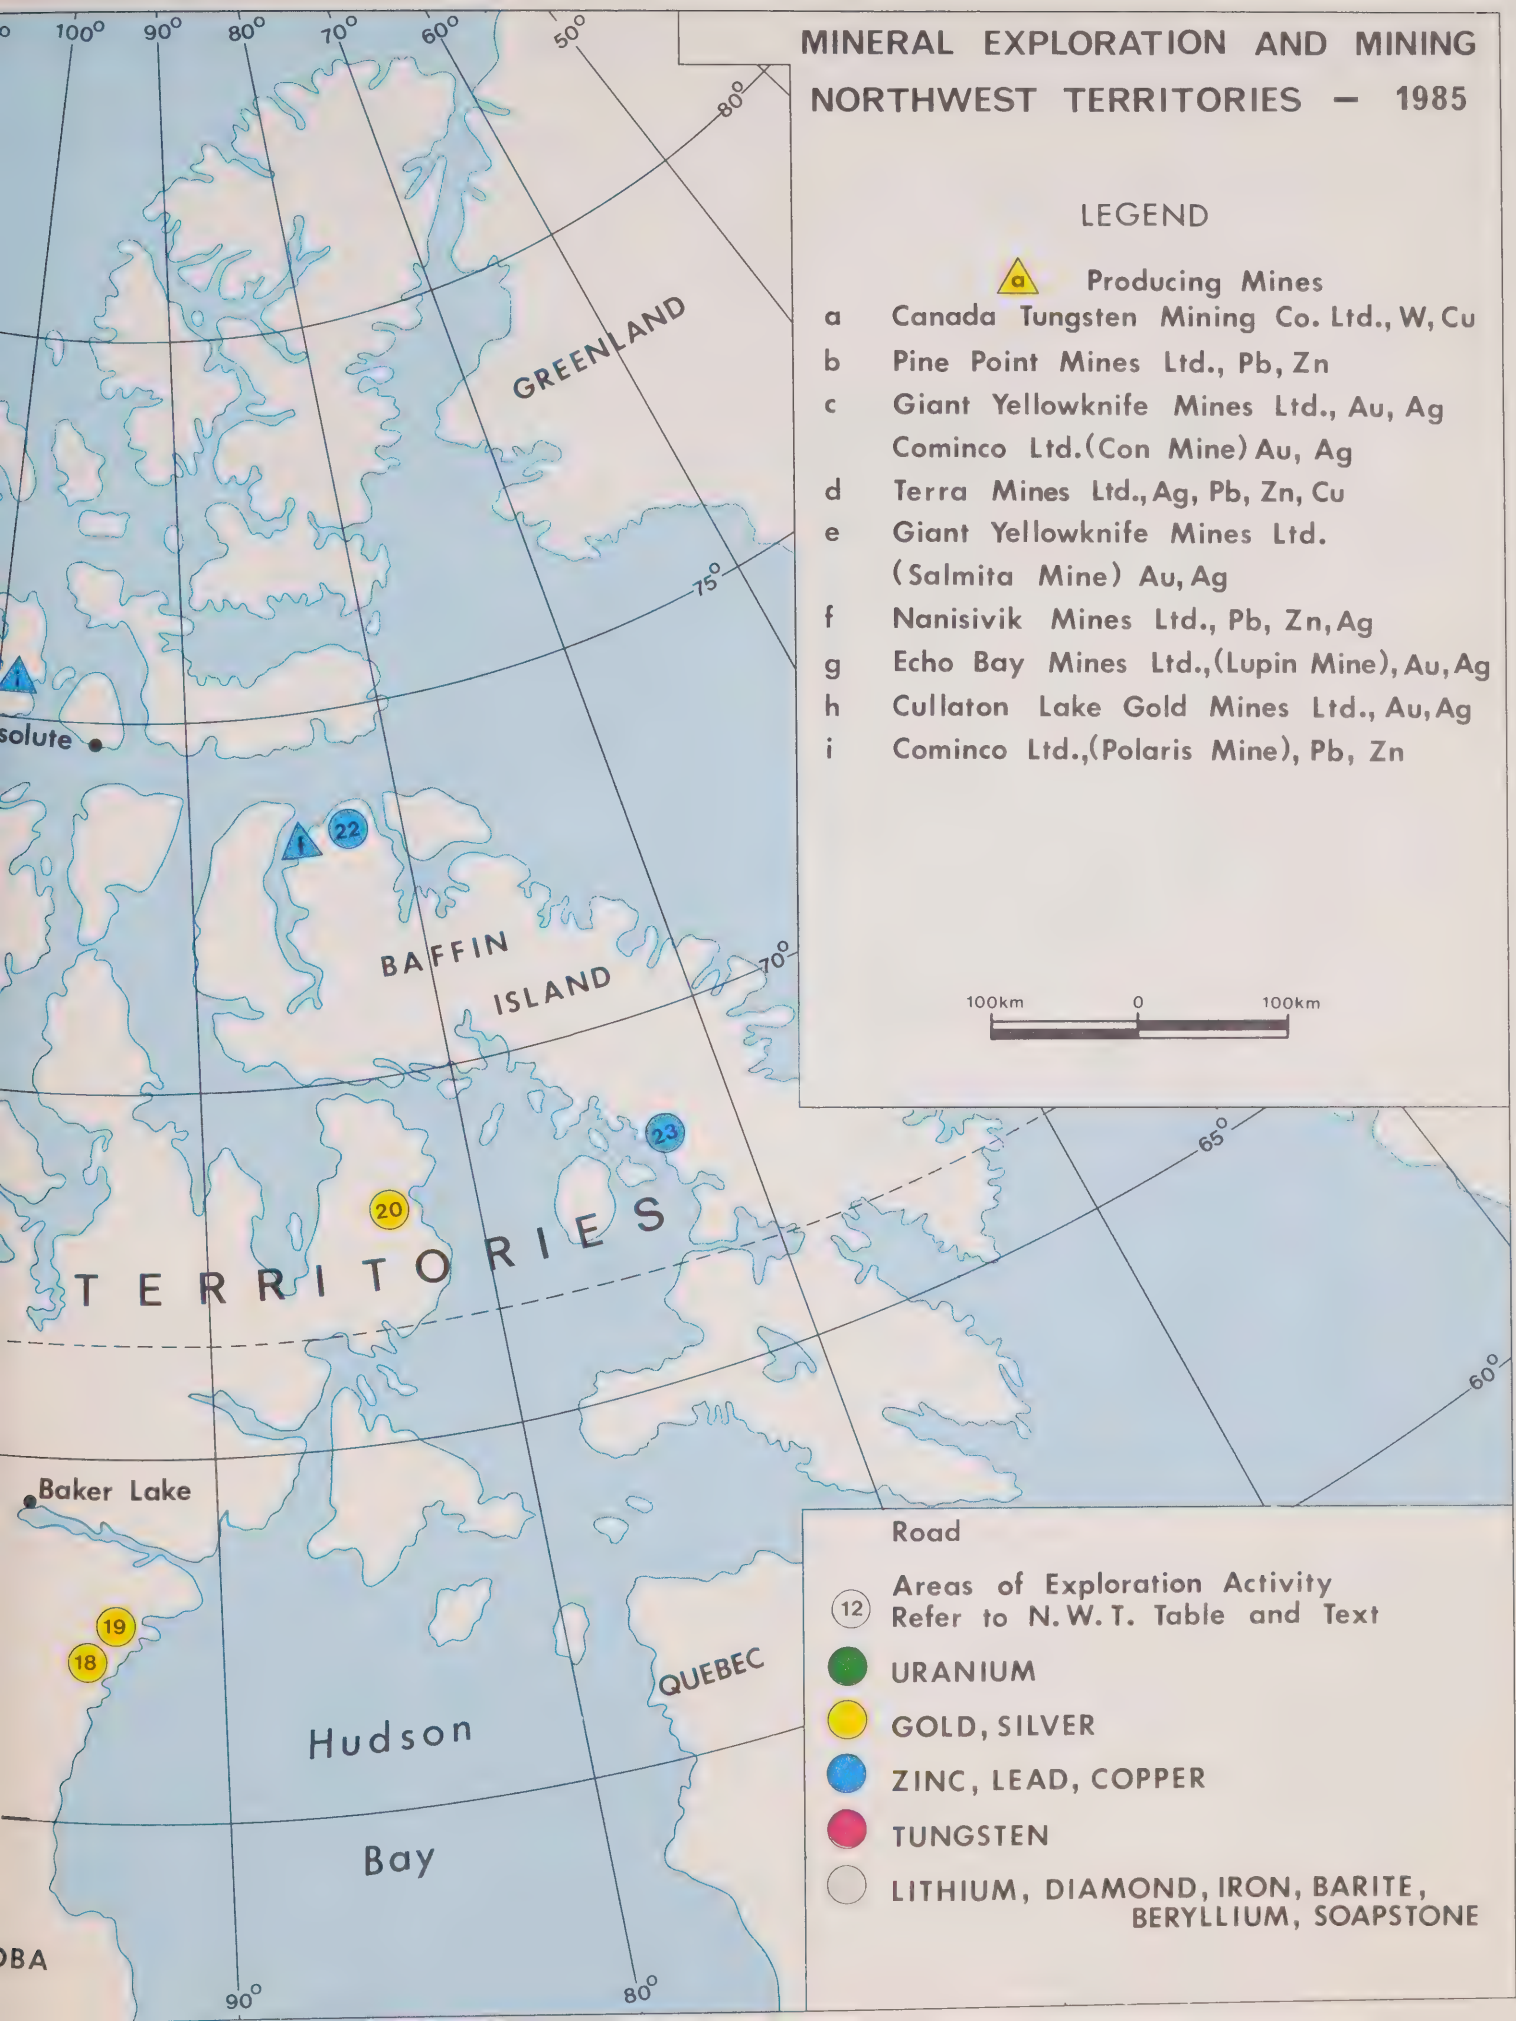 100° 90° 80° 70° 60° 50°
MINERAL EXPLORATION AND MINING
NORTHWEST TERRITORIES — 1985
80°
LEGEND
a Producing Mines
a Canada Tungsten Mining Co. Ltd., W, Cu
b Pine Point Mines Ltd., Pb, Zn
c Giant Yellowknife Mines Ltd., Au, Ag
Cominco Ltd.(Con Mine) Au, Ag
d Terra Mines Ltd., Ag, Pb, Zn, Cu
e Giant Yellowknife Mines Ltd.
(Salmita Mine) Au, Ag
f Nanisivik Mines Ltd., Pb, Zn, Ag
g Echo Bay Mines Ltd.,(Lupin Mine), Au, Ag
h Cullaton Lake Gold Mines Ltd., Au, Ag
i Cominco Ltd.,(Polaris Mine), Pb, Zn
100km 0 100km
GREENLAND
75°
i
solute
f
22
BAFFIN
ISLAND
70°
23
65°
20
TERRITORIES
60°
Baker Lake
19
18
QUEBEC
Hudson
Bay
OBA
90°
80°
Road
12 Areas of Exploration Activity
Refer to N.W.T. Table and Text
URANIUM
GOLD, SILVER
ZINC, LEAD, COPPER
TUNGSTEN
LITHIUM, DIAMOND, IRON, BARITE,
BERYLLIUM, SOAPSTONE